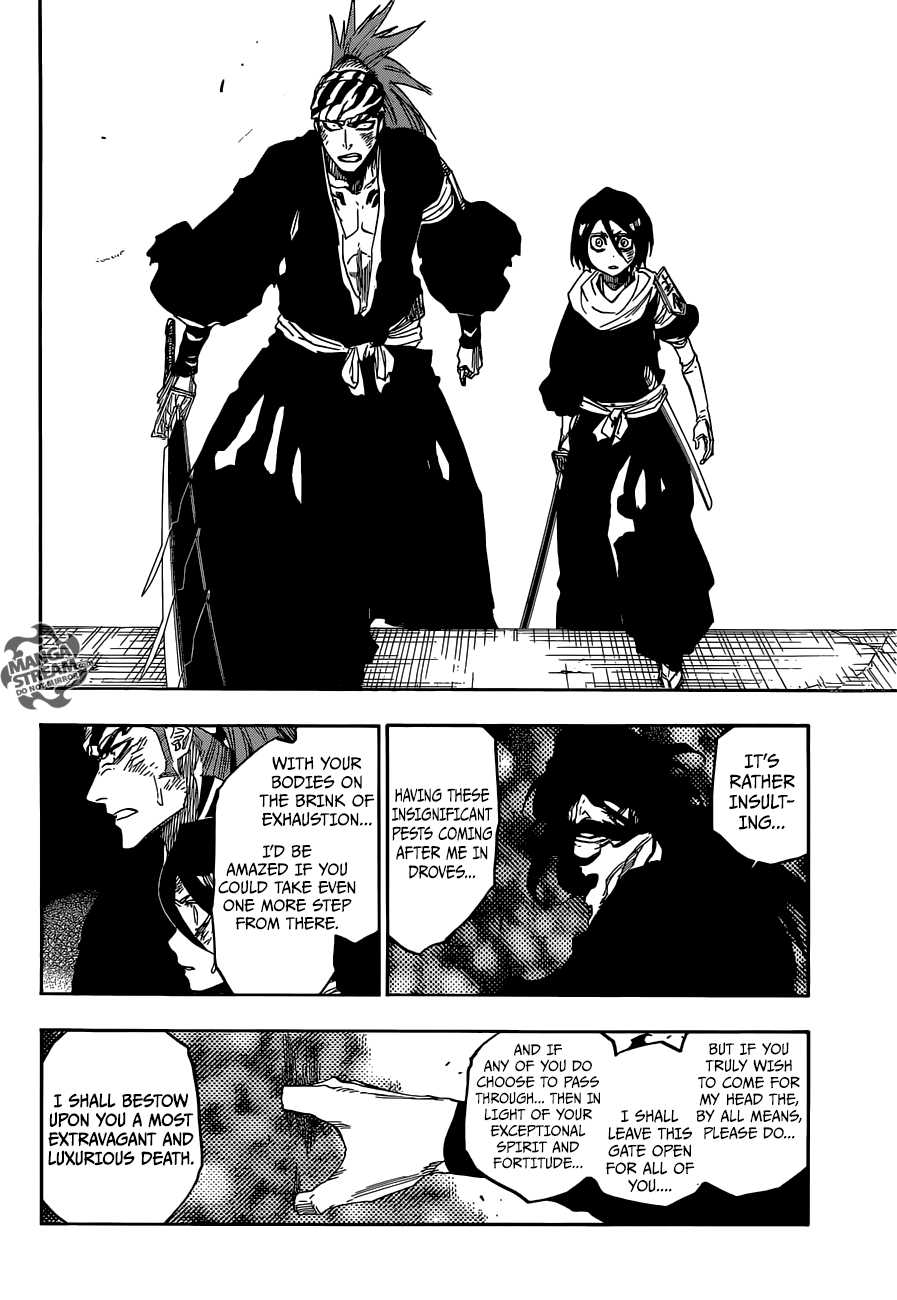 MANGA
STREAM.COM
DO NOT MIRROR
IT'S
RATHER
INSULT-
ING...
HAVING THESE
INSIGNIFICANT
PESTS COMING
AFTER ME IN
DROVES...
WITH YOUR
BODIES ON
THE BRINK OF
EXHAUSTION...
I'D BE
AMAZED IF YOU
COULD TAKE EVEN
ONE MORE STEP
FROM THERE.
BUT IF YOU
TRULY WISH
TO COME FOR
MY HEAD THE,
BY ALL MEANS,
PLEASE DO...
I SHALL
LEAVE THIS
GATE OPEN
FOR ALL OF
YOU....
AND IF
ANY OF YOU DO
CHOOSE TO PASS
THROUGH... THEN IN
LIGHT OF YOUR
EXCEPTIONAL
SPIRIT AND
FORTITUDE...
I SHALL BESTOW
UPON YOU A MOST
EXTRAVAGANT AND
LUXURIOUS DEATH.